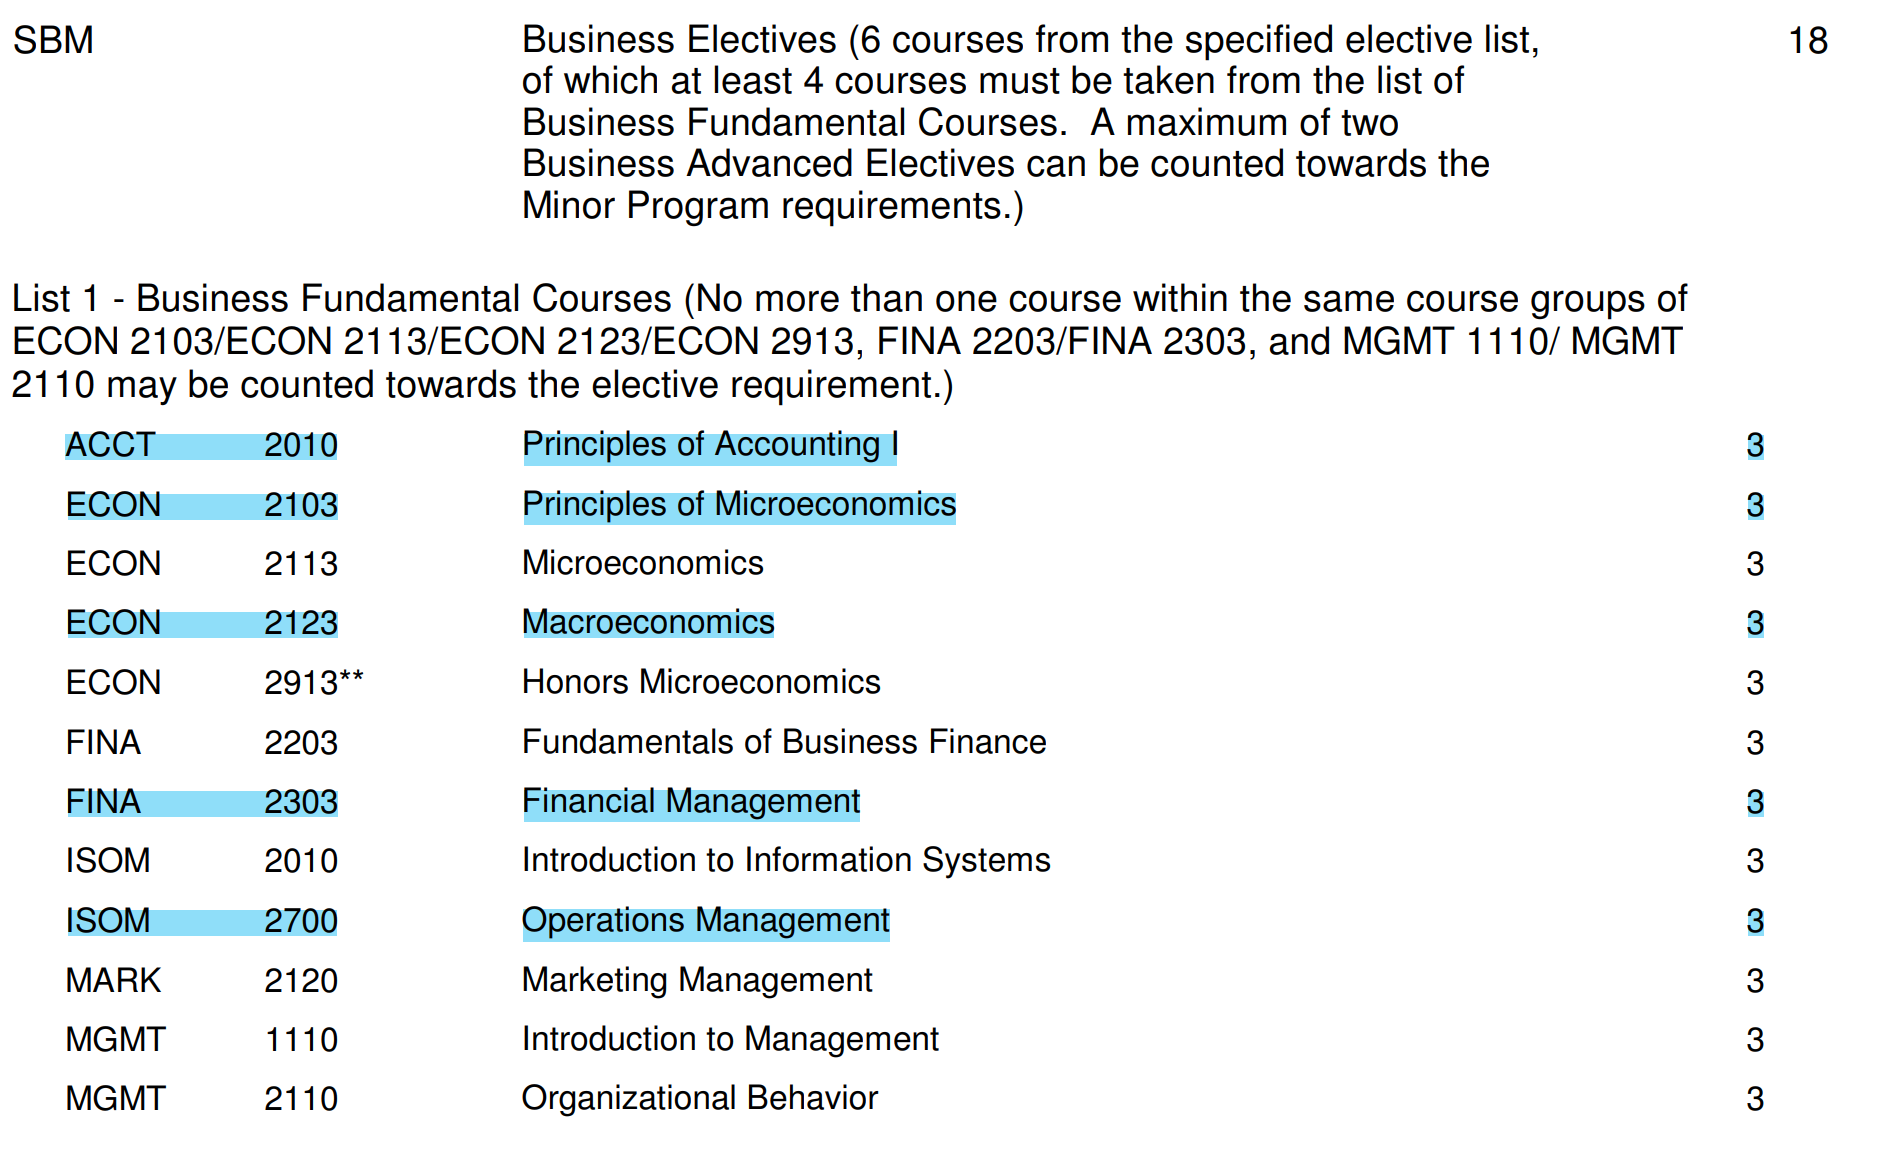 SBM Business Electives (6 courses from the specified elective list, 18
of which at least 4 courses must be taken from the list of
Business Fundamental Courses.  A maximum of two
Business Advanced Electives can be counted towards the
Minor Program requirements.)
List 1 - Business Fundamental Courses (No more than one course within the same course groups of
ECON 2103/ECON 2113/ECON 2123/ECON 2913, FINA 2203/FINA 2303, and MGMT 1110/ MGMT
2110 may be counted towards the elective requirement.)
ACCT 2010 Principles of Accounting I 3
ECON 2103 Principles of Microeconomics 3
ECON 2113 Microeconomics 3
ECON 2123 Macroeconomics 3
ECON 2913** Honors Microeconomics 3
FINA 2203 Fundamentals of Business Finance 3
FINA 2303 Financial Management 3
ISOM 2010 Introduction to Information Systems 3
ISOM 2700 Operations Management 3
MARK 2120 Marketing Management 3
MGMT 1110 Introduction to Management 3
MGMT 2110 Organizational Behavior 3